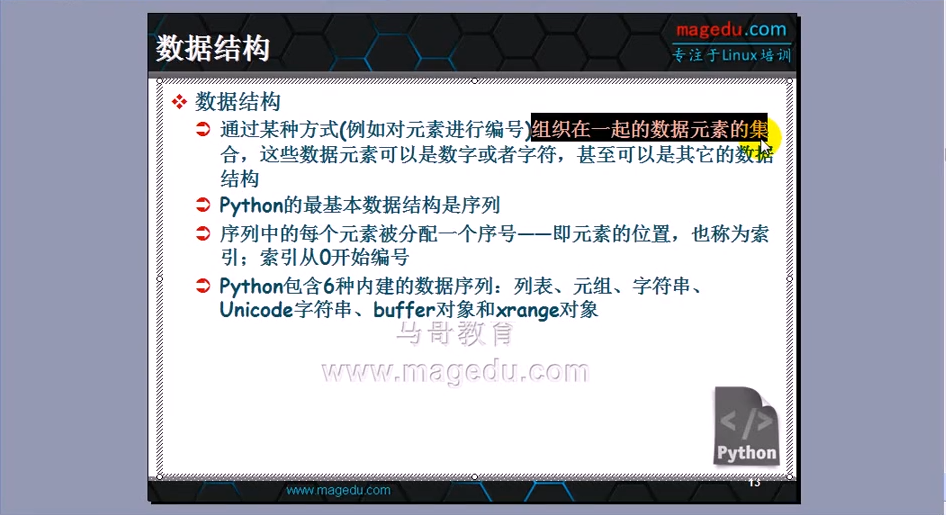 magedu.com
数据结构
专注于Linux培训
数据结构
通过某种方式(例如对元素进行编号)组织在一起的数据元素的集
合，这些数据元素可以是数字或者字符，甚至可以是其它的数据
结构
Python的最基本数据结构是序列
序列中的每个元素被分配一个序号——即元素的位置，也称为索
引；索引从0开始编号
Python包含6种内建的数据序列：列表、元组、字符串、
Unicode字符串、buffer对象和xrange对象
马哥教育
www.magedu.com
</>
Python
www.magedu.com
13